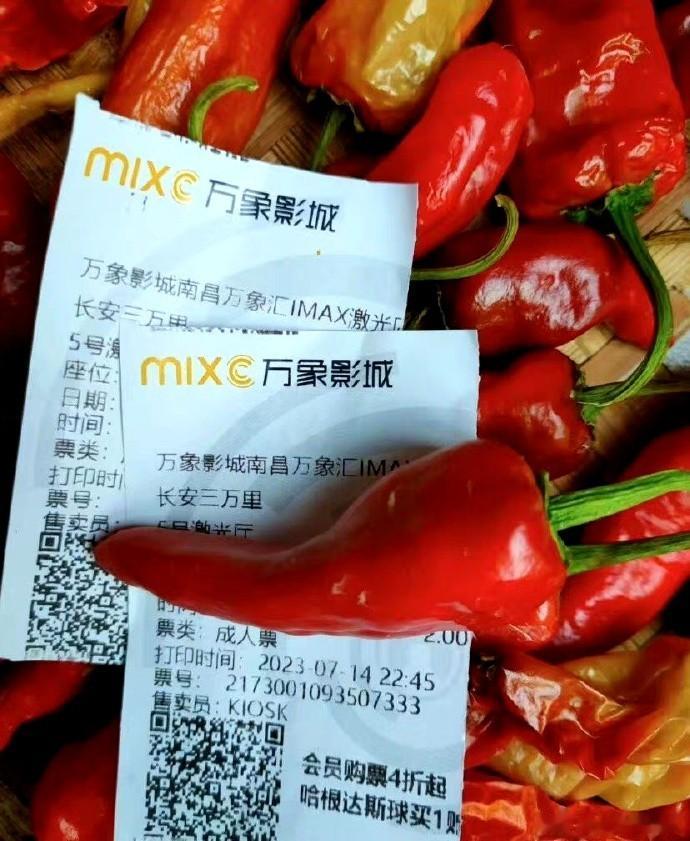 mixc 万象影城
万象影城南昌万象汇IMAX激光厅
长安三万里
5号激
座位:
日期:
时间:
票类:
打印时间
票号:
售卖员:
mixc 万象影城
万象影城南昌万象汇IMA
长安三万里
5号激光厅
时间
票类: 成人票 2.00
打印时间: 2023-07-14 22:45
票号: 2173001093507333
售卖员: KIOSK
会员购票4折起
哈根达斯球买1赠